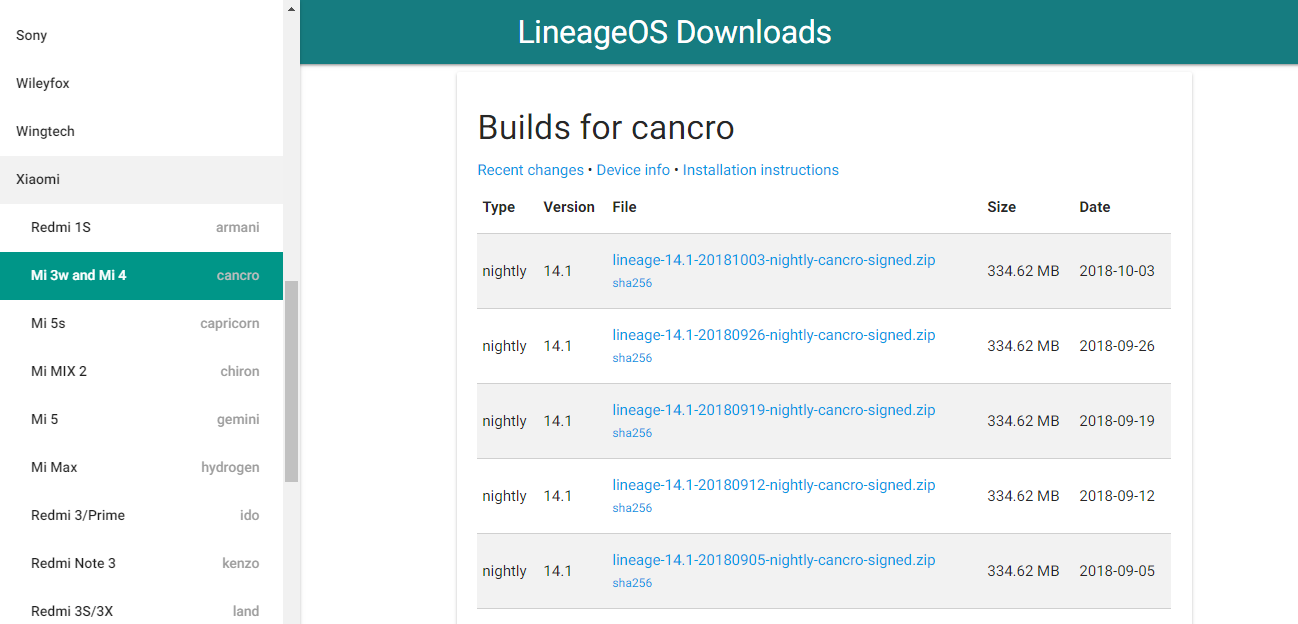 Sony
Wileyfox
Wingtech
Xiaomi
Redmi 1S armani
Mi 3w and Mi 4 cancro
Mi 5s capricorn
Mi MIX 2 chiron
Mi 5 gemini
Mi Max hydrogen
Redmi 3/Prime ido
Redmi Note 3 kenzo
Redmi 3S/3X land
LineageOS Downloads
Builds for cancro
Recent changes • Device info • Installation instructions
Type Version File Size Date
nightly 14.1 lineage-14.1-20181003-nightly-cancro-signed.zip 334.62 MB 2018-10-03
sha256
nightly 14.1 lineage-14.1-20180926-nightly-cancro-signed.zip 334.62 MB 2018-09-26
sha256
nightly 14.1 lineage-14.1-20180919-nightly-cancro-signed.zip 334.62 MB 2018-09-19
sha256
nightly 14.1 lineage-14.1-20180912-nightly-cancro-signed.zip 334.62 MB 2018-09-12
sha256
nightly 14.1 lineage-14.1-20180905-nightly-cancro-signed.zip 334.62 MB 2018-09-05
sha256